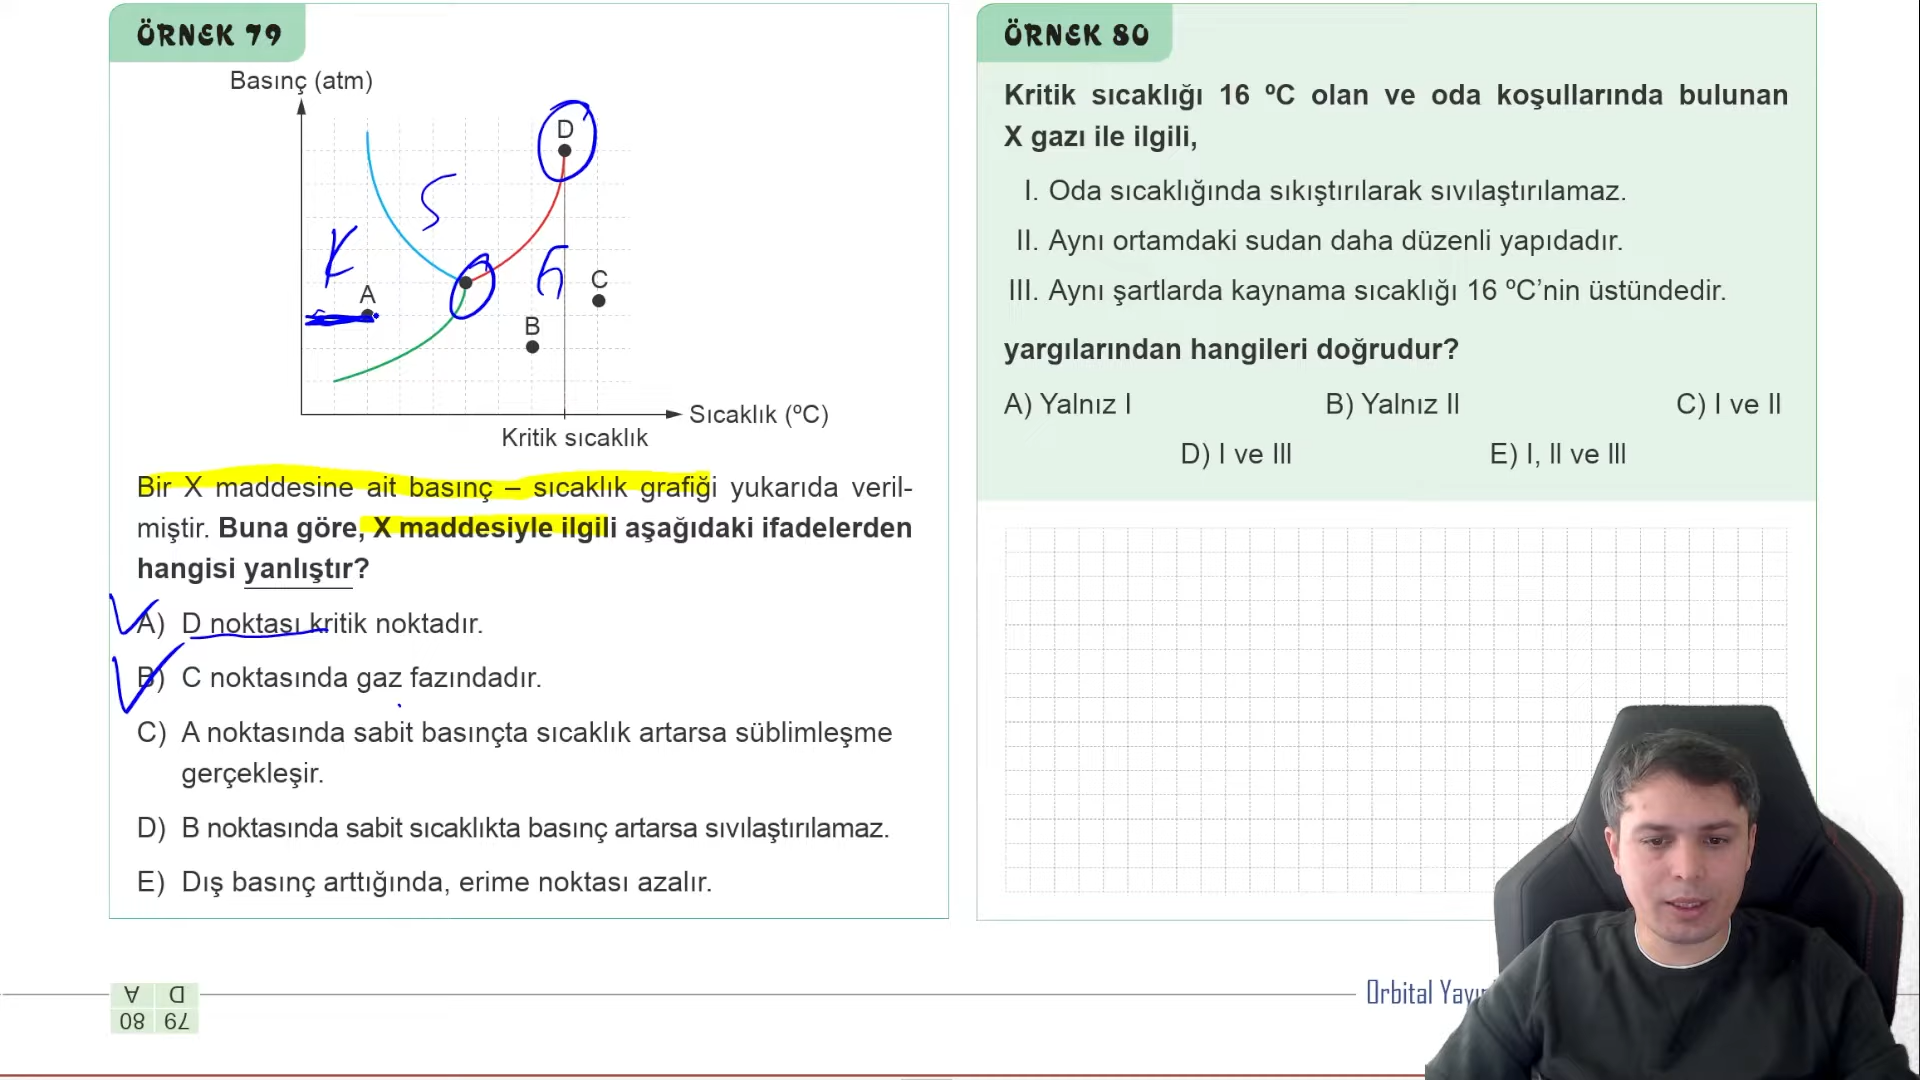 ÖRNEK 79
Basınç (atm)
D
S
K
G
A
C
B
Sıcaklık (ºC)
Kritik sıcaklık
Bir X maddesine ait basınç – sıcaklık grafiği yukarıda veril-
miştir. Buna göre, X maddesiyle ilgili aşağıdaki ifadelerden
hangisi yanlıştır?
A) D noktası kritik noktadır.
B) C noktasında gaz fazındadır.
C) A noktasında sabit basınçta sıcaklık artarsa süblimleşme
gerçekleşir.
D) B noktasında sabit sıcaklıkta basınç artarsa sıvılaştırılamaz.
E) Dış basınç arttığında, erime noktası azalır.
ÖRNEK 80
Kritik sıcaklığı 16 ºC olan ve oda koşullarında bulunan
X gazı ile ilgili,
I. Oda sıcaklığında sıkıştırılarak sıvılaştırılamaz.
II. Aynı ortamdaki sudan daha düzenli yapıdadır.
III. Aynı şartlarda kaynama sıcaklığı 16 ºC’nin üstündedir.
yargılarından hangileri doğrudur?
A) Yalnız I B) Yalnız II C) I ve II
D) I ve III E) I, II ve III
79 80
D A
Orbital